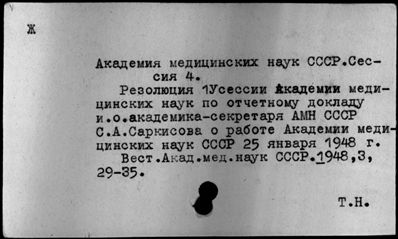 Ж
Академия медицинских наук СССР.Сес-
сия 4.
Резолюция 1Усессии Академии меди-
цинских наук по отчетному докладу
и.о.академика-секретаря АМН СССР
С.А.Саркисова о работе Академии меди-
цинских наук СССР 25 января 1948 г.
Вест.Акад.мед.наук СССР.1948,3,
29-35.
Т.Н.